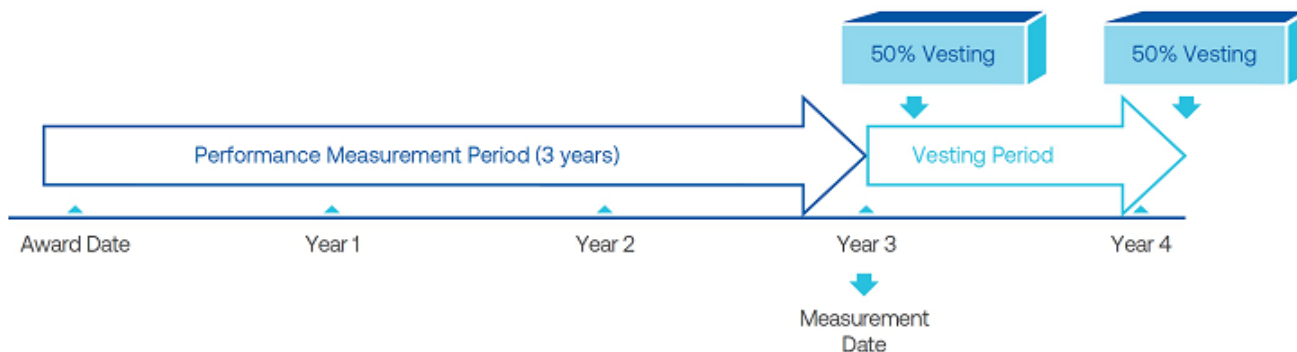 50% Vesting
50% Vesting
Performance Measurement Period (3 years)
Vesting Period
Award Date
Year 1
Year 2
Year 3
Year 4
Measurement
Date